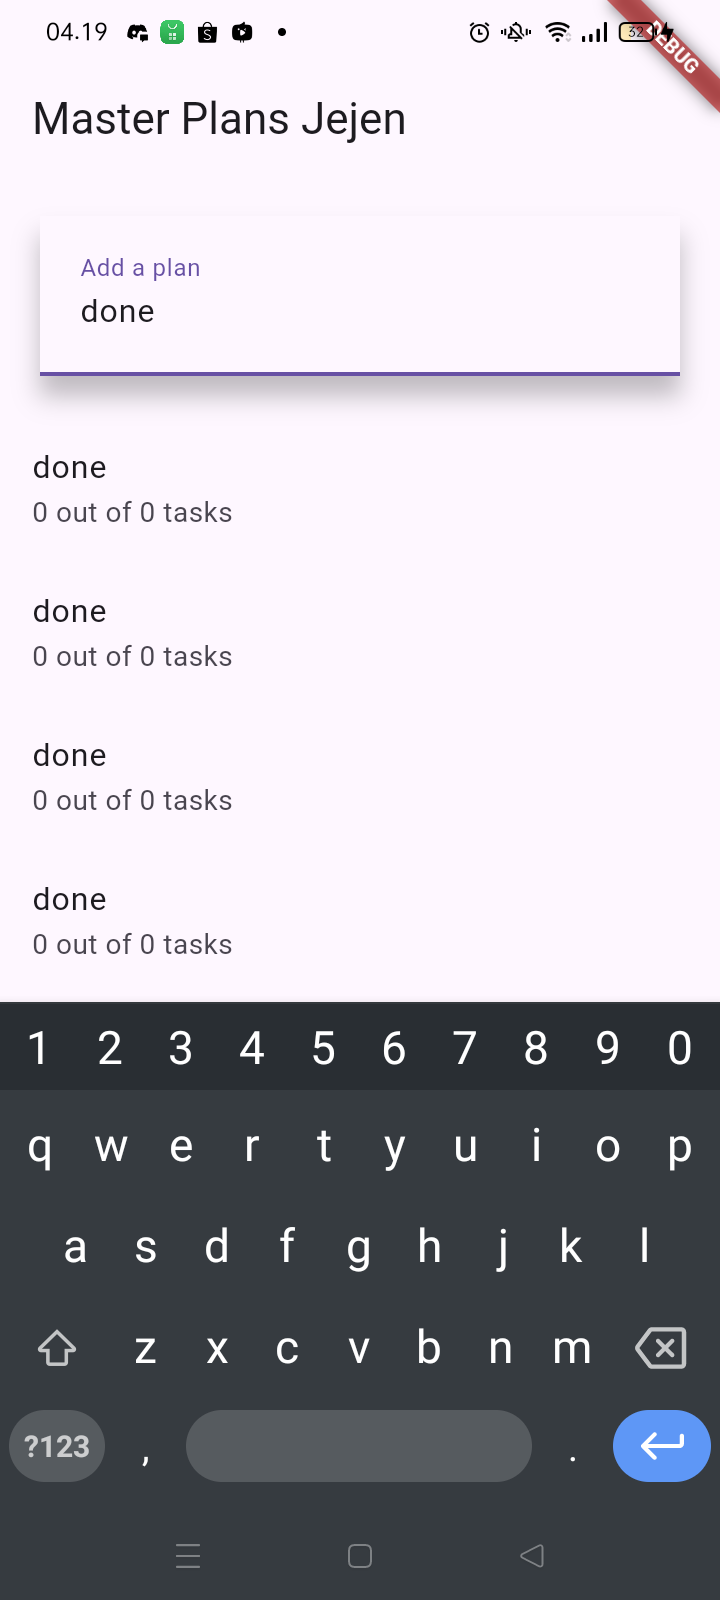 04.19
32
DEBUG
Master Plans Jejen
Add a plan
done
done
0 out of 0 tasks
done
0 out of 0 tasks
done
0 out of 0 tasks
done
0 out of 0 tasks
1 2 3 4 5 6 7 8 9 0
q w e r t y u i o p
a s d f g h j k l
z x c v b n m
?123 , .